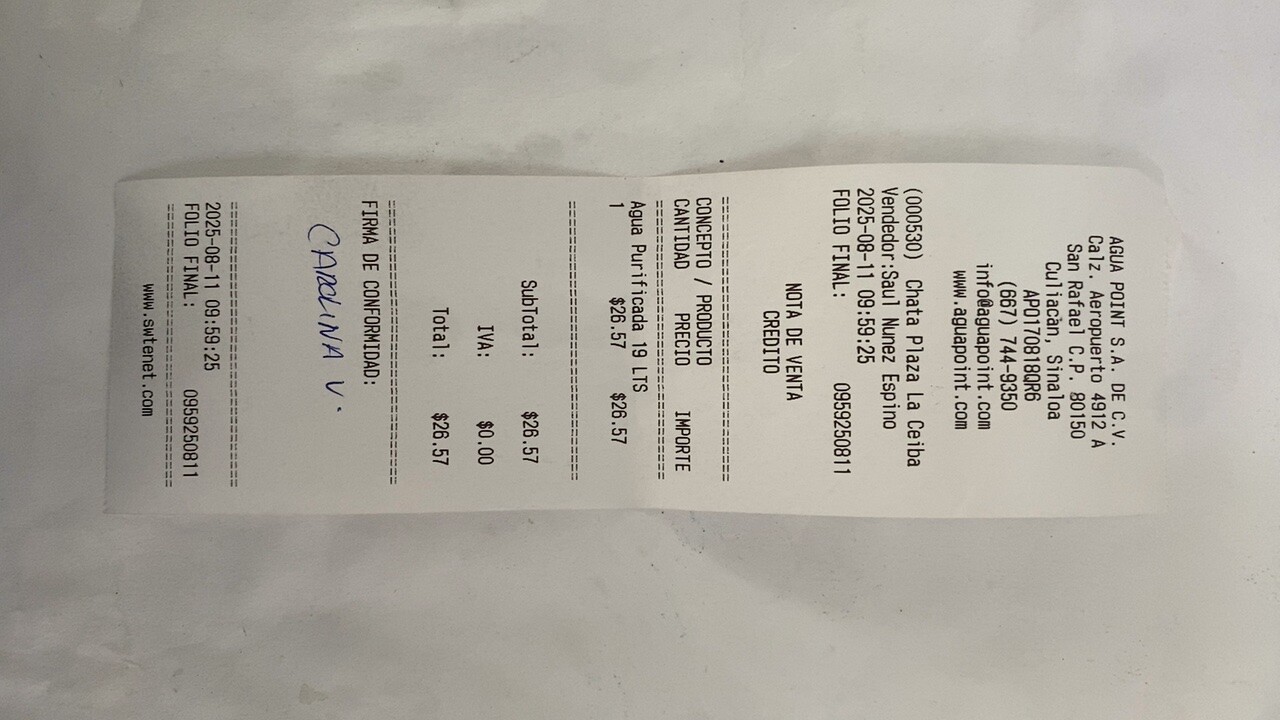 AGUA POINT S.A. DE C.V.
Calz. Aeropuerto 4912 A
San Rafael C.P. 80150
Culiacàn, Sinaloa
APO170818QR6
(667) 744-9350
info@aguapoint.com
www.aguapoint.com
(000530) Chata Plaza La Ceiba
Vendedor:Saul Nunez Espino
2025-08-11 09:59:25
FOLIO FINAL: 0959250811
NOTA DE VENTA
CREDITO
================================
CONCEPTO / PRODUCTO
CANTIDAD PRECIO IMPORTE
================================
Agua Purificada 19 LTS
1 $26.57 $26.57
================================
SubTotal: $26.57
IVA: $0.00
Total: $26.57
================================
FIRMA DE CONFORMIDAD:
CAROLINA V.
================================
2025-08-11 09:59:25
FOLIO FINAL: 0959250811
================================
www.swtenet.com